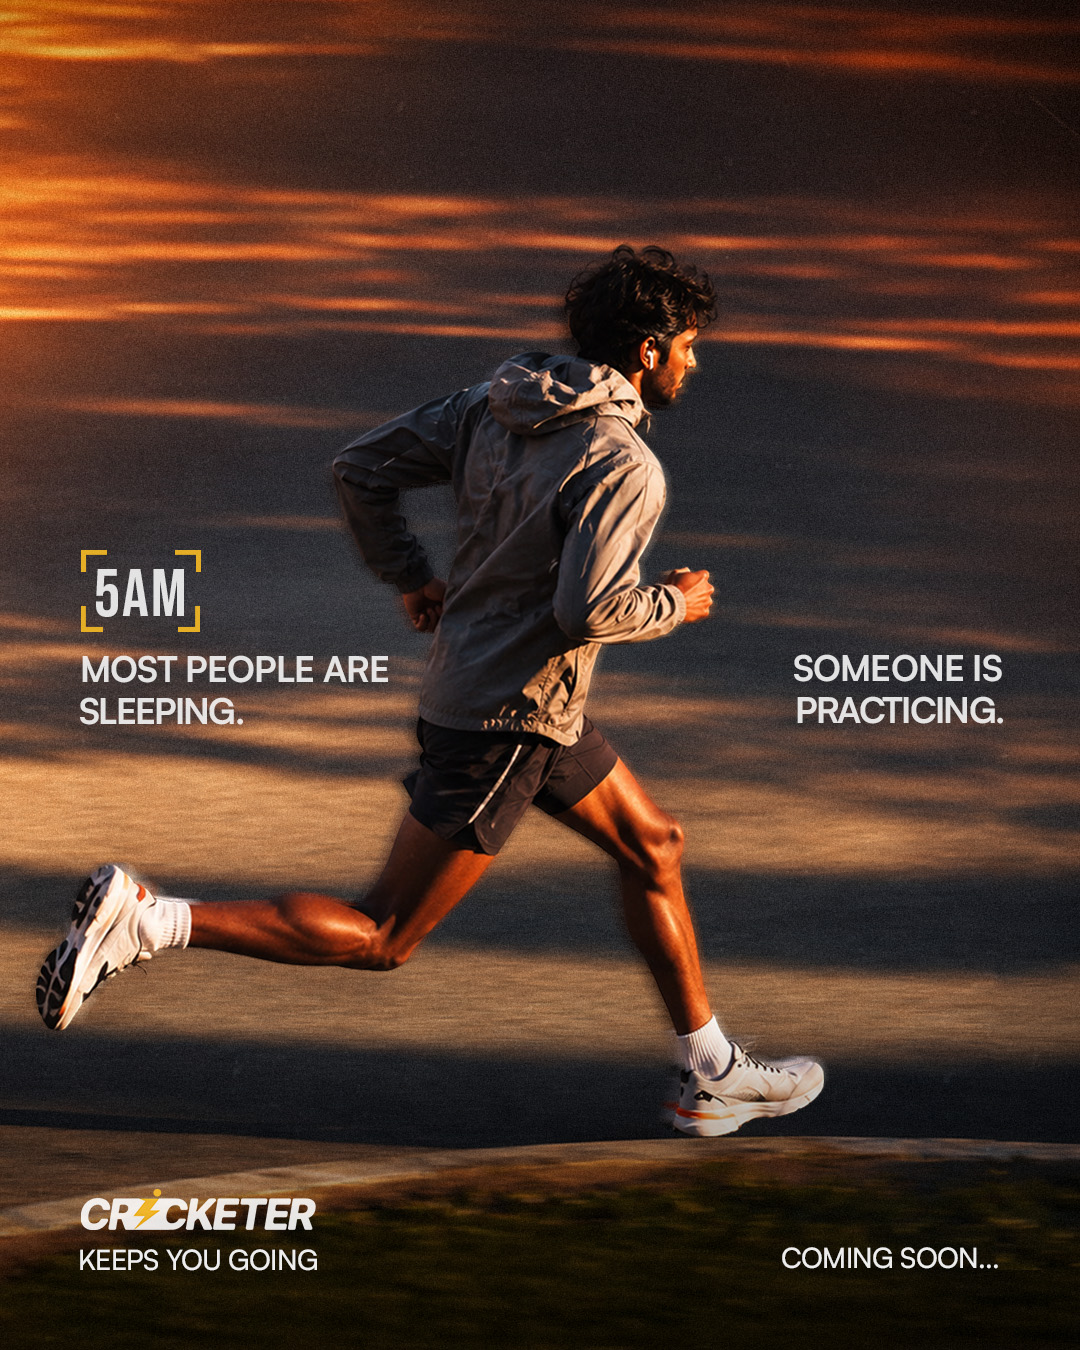 5AM
MOST PEOPLE ARE
SLEEPING.
SOMEONE IS
PRACTICING.
CRICKETER
KEEPS YOU GOING
COMING SOON...